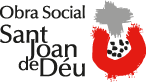 Obra Social
Sant
Joan
de Déu